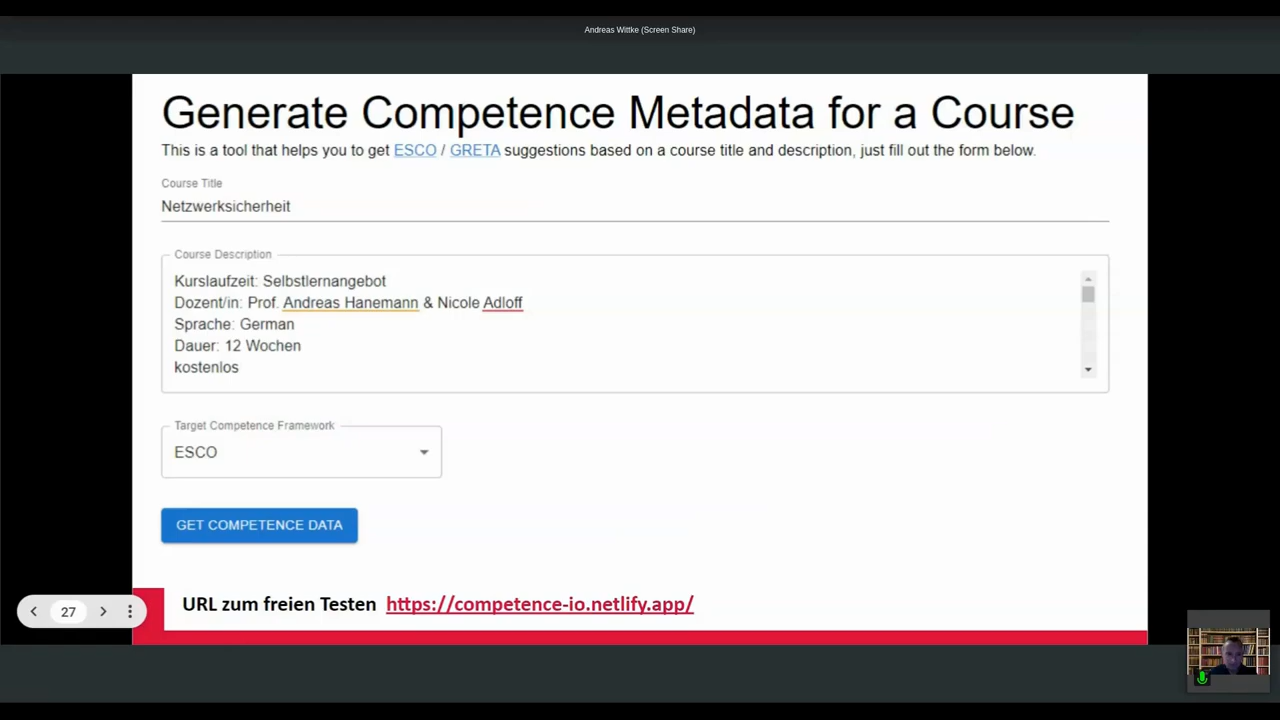 Andreas Wittke (Screen Share)
Generate Competence Metadata for a Course
This is a tool that helps you to get ESCO / GRETA suggestions based on a course title and description, just fill out the form below.
Course Title
Netzwerksicherheit
Course Description
Kurslaufzeit: Selbstlernangebot
Dozent/in: Prof. Andreas Hanemann & Nicole Adloff
Sprache: German
Dauer: 12 Wochen
kostenlos
Target Competence Framework
ESCO
GET COMPETENCE DATA
URL zum freien Testen https://competence-io.netlify.app/
27